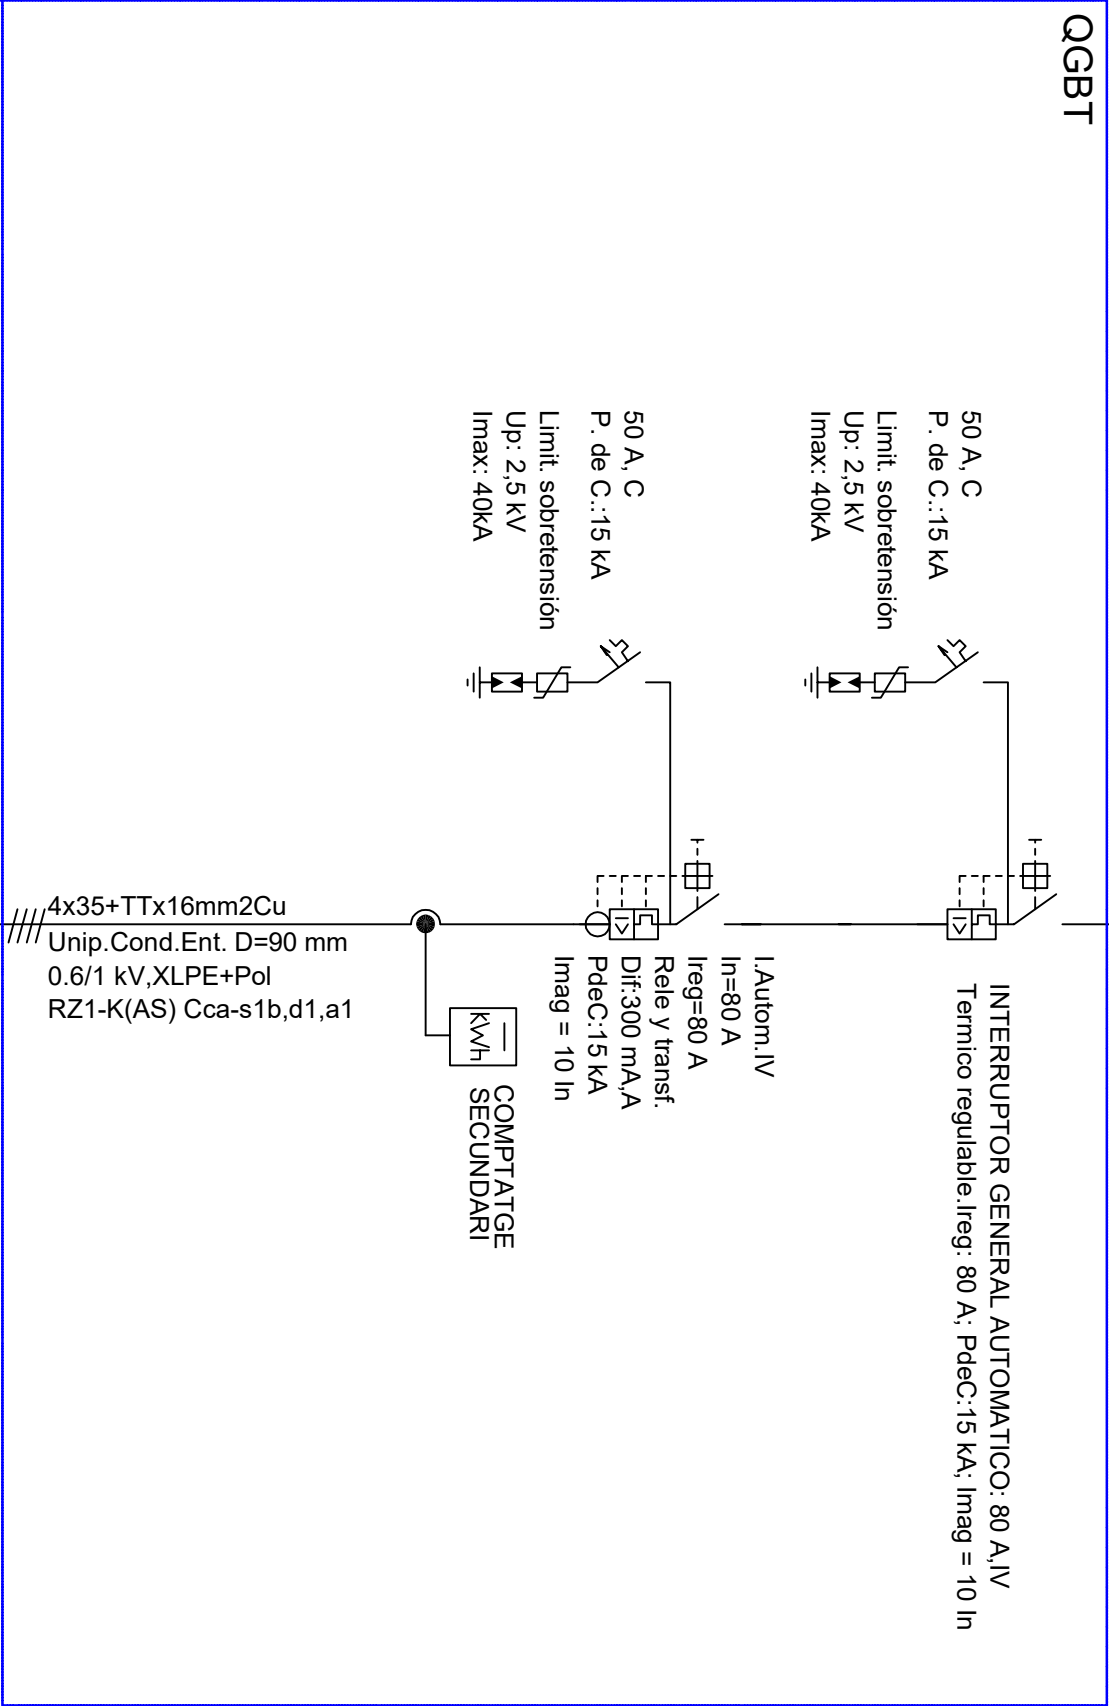 QGBT
INTERRUPTOR GENERAL AUTOMATICO: 80 A,IV
Termico regulable.Ireg: 80 A; PdeC:15 kA; Imag = 10 In
50 A, C
P. de C.:15 kA
Limit. sobretensión
Up: 2,5 kV
Imax: 40kA
I.Autom.IV
In=80 A
Ireg=80 A
Rele y transf.
Dif:300 mA,A
PdeC:15 kA
Imag = 10 In
50 A, C
P. de C.:15 kA
Limit. sobretensión
Up: 2,5 kV
Imax: 40kA
kWh
COMPTATGE
SECUNDARI
4x35+TTx16mm2Cu
Unip.Cond.Ent. D=90 mm
0.6/1 kV,XLPE+Pol
RZ1-K(AS) Cca-s1b,d1,a1